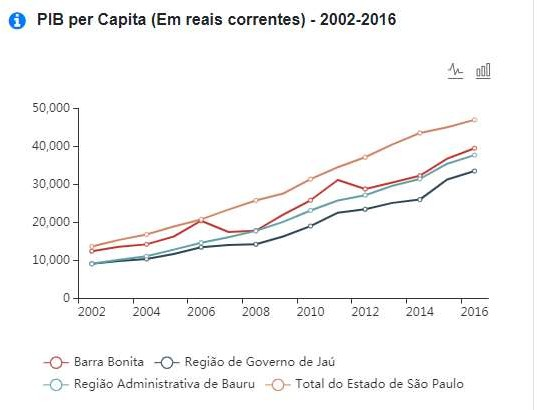 PIB per Capita (Em reais correntes) - 2002-2016
50,000
40,000
30,000
20,000
10,000
0
2002 2004 2006 2008 2010 2012 2014 2016
Barra Bonita Região de Governo de Jaú
Região Administrativa de Bauru Total do Estado de São Paulo